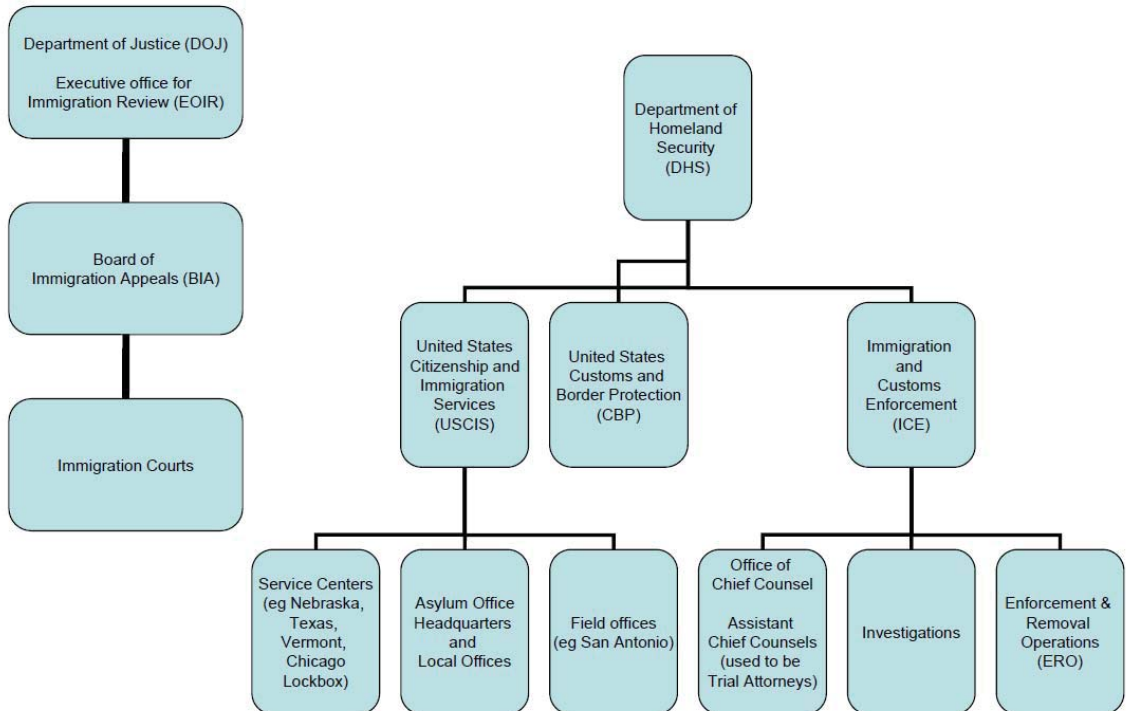 Department of Justice (DOJ)
Executive office for
Immigration Review (EOIR)
Board of
Immigration Appeals (BIA)
Immigration Courts
Department of
Homeland
Security
(DHS)
United States
Citizenship and
Immigration
Services
(USCIS)
United States
Customs and
Border Protection
(CBP)
Immigration
and
Customs
Enforcement
(ICE)
Service Centers
(eg Nebraska,
Texas,
Vermont,
Chicago
Lockbox)
Asylum Office
Headquarters
and
Local Offices
Field offices
(eg San Antonio)
Office of
Chief Counsel
Assistant
Chief Counsels
(used to be
Trial Attorneys)
Investigations
Enforcement &
Removal
Operations
(ERO)